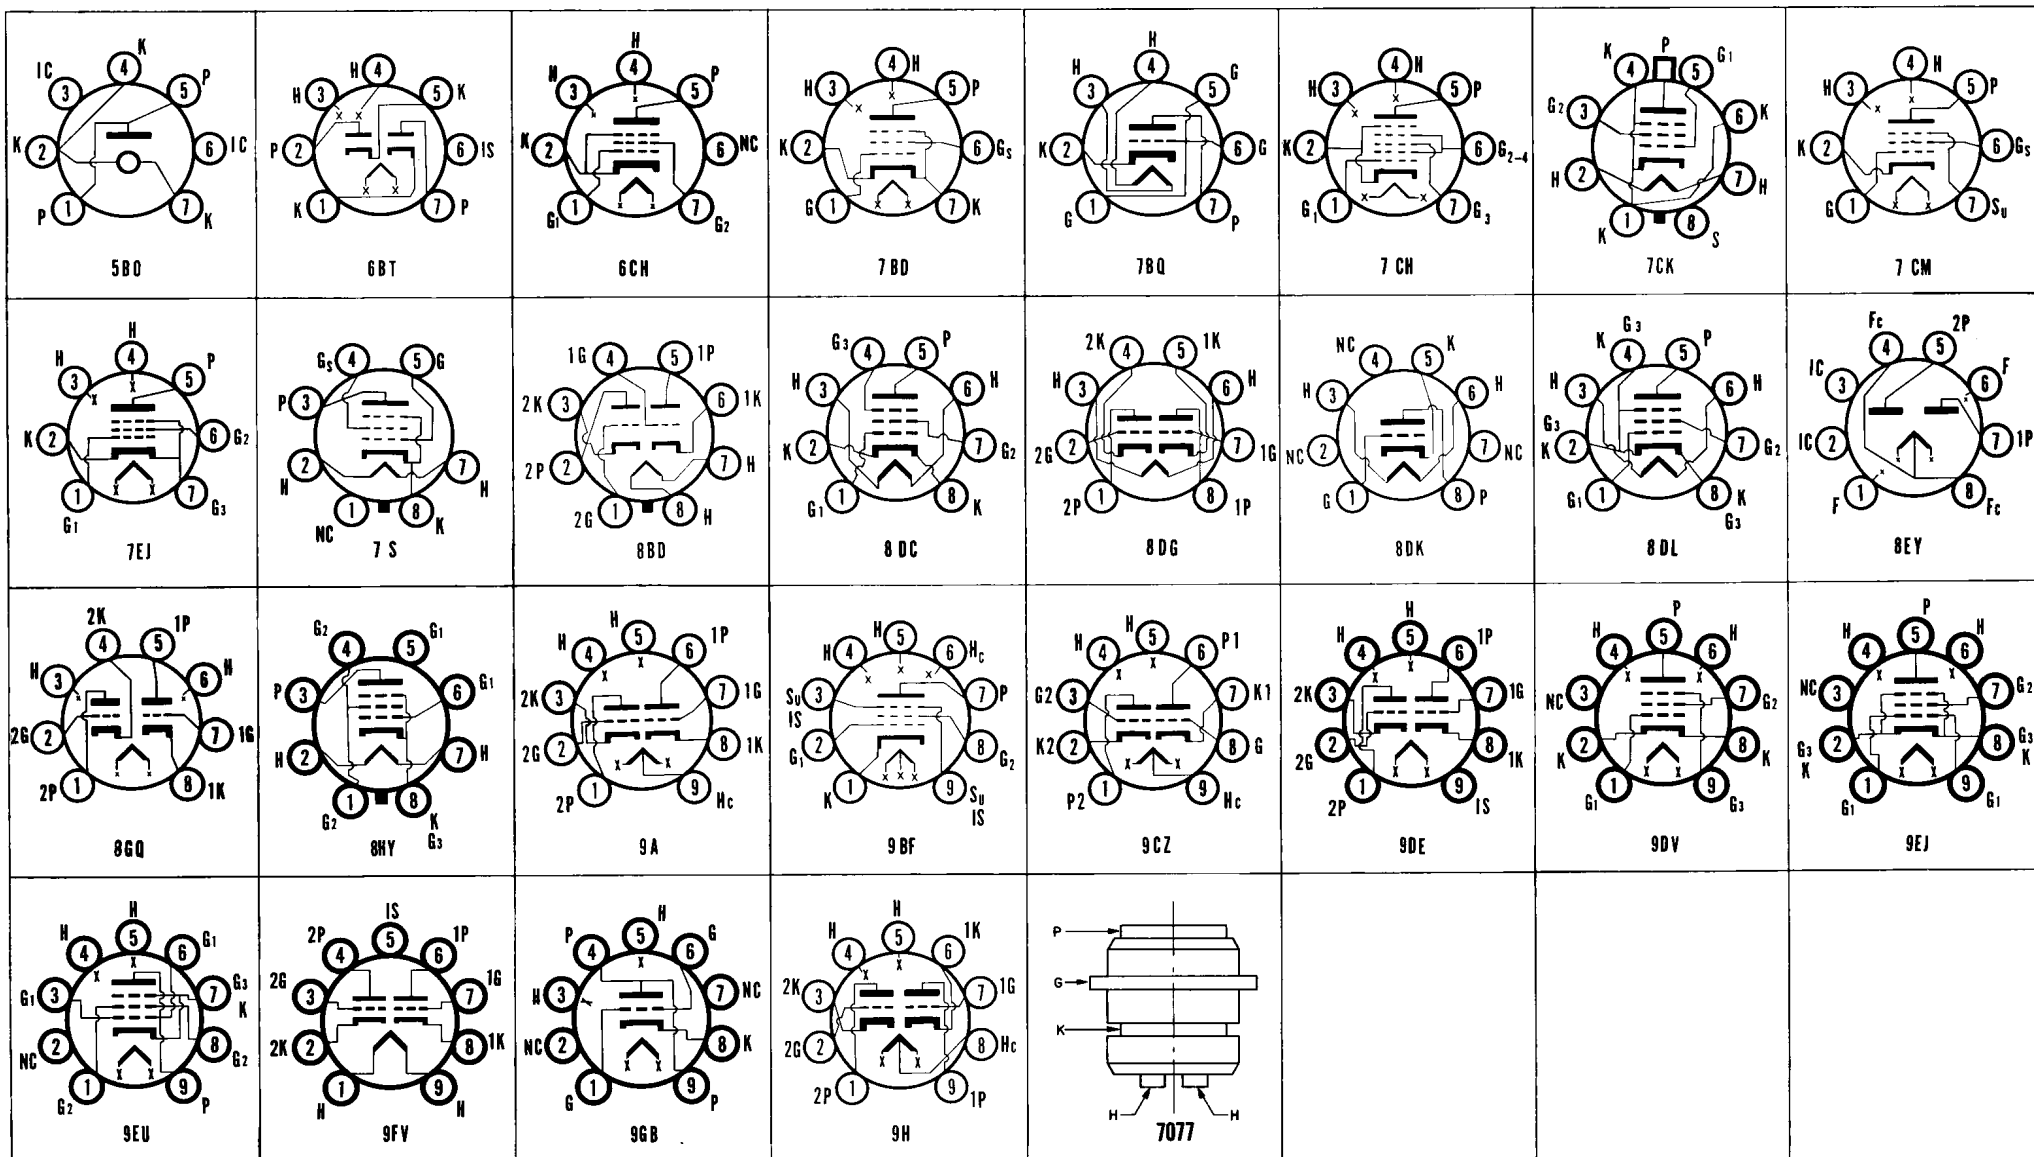 IC 3
K 4
5 P
K 2
6 IC
P 1
7 K
5BO
H 3
H 4
5 K
P 2
6 IS
K 1
7 P
6BT
H 3
H 4
5 P
K 2
6 NC
G1 1
7 G2
6CH
H 3
4 H
5 P
K 2
6 GS
G 1
7 K
7BD
H 3
H 4
5 G
K 2
6 G
G 1
7 P
7BQ
H 3
4 H
5 P
K 2
6 G2-4
G1 1
7 G3
7CH
P
K 4
5 G1
G2 3
6 K
H 2
7 H
K 1
8 S
7CK
H 3
4 H
5 P
K 2
6 GS
G 1
7 SU
7CM
H 3
H 4
5 P
K 2
6 G2
G1 1
7 G3
7EJ
GS 4
5 G
P 3
6
H 2
7 H
NC 1
8 K
7S
1G 4
5 1P
2K 3
6 1K
2P 2
7 H
2G 1
8 H
8BD
G3 4
5 P
H 3
6 H
K 2
7 G2
G1 1
8 K
8DC
2K 4
5 1K
H 3
6 H
2G 2
7 1G
2P 1
8 1P
8DG
NC 4
5 K
H 3
6 H
NC 2
7 NC
G 1
8 P
8DK
G3
K 4
5 P
H 3
6 H
G3
K 2
7 G2
G1 1
8 K
G3
8DL
FC 4
5 2P
IC 3
6 F
IC 2
7 1P
F 1
8 FC
8EY
2K 4
5 1P
H 3
6 H
2G 2
7 1G
2P 1
8 1K
8GQ
G2 4
5 G1
P 3
6 G1
H 2
7 H
G2 1
8 K
G3
8HY
H 4
H 5
6 1P
2K 3
7 1G
2G 2
8 1K
2P 1
9 HC
9A
H 4
H 5
6 HC
SU
IS 3
7 P
G1 2
8 G2
K 1
9 SU
IS
9BF
H 4
H 5
6 P1
G2 3
7 K1
K2 2
8 G
P2 1
9 HC
9CZ
H 4
H 5
6 1P
2K 3
7 1G
2G 2
8 1K
2P 1
9 IS
9DE
H 4
P 5
6 H
NC 3
7 G2
K 2
8 K
G1 1
9 G3
9DV
H 4
P 5
6 H
NC 3
7 G2
G3
K 2
8 G3
K
G1 1
9 G1
9EJ
H 4
H 5
6 G1
G1 3
7 G3
K
NC 2
8 G2
G2 1
9 P
9EU
2P 4
IS 5
6 1P
2G 3
7 1G
2K 2
8 1K
H 1
9 H
9FV
P 4
H 5
6 G
H 3
7 NC
NC 2
8 K
G 1
9 P
9GB
H 4
H 5
6 1K
2K 3
7 1G
2G 2
8 HC
2P 1
9 1P
9H
P
G
K
H H
7077